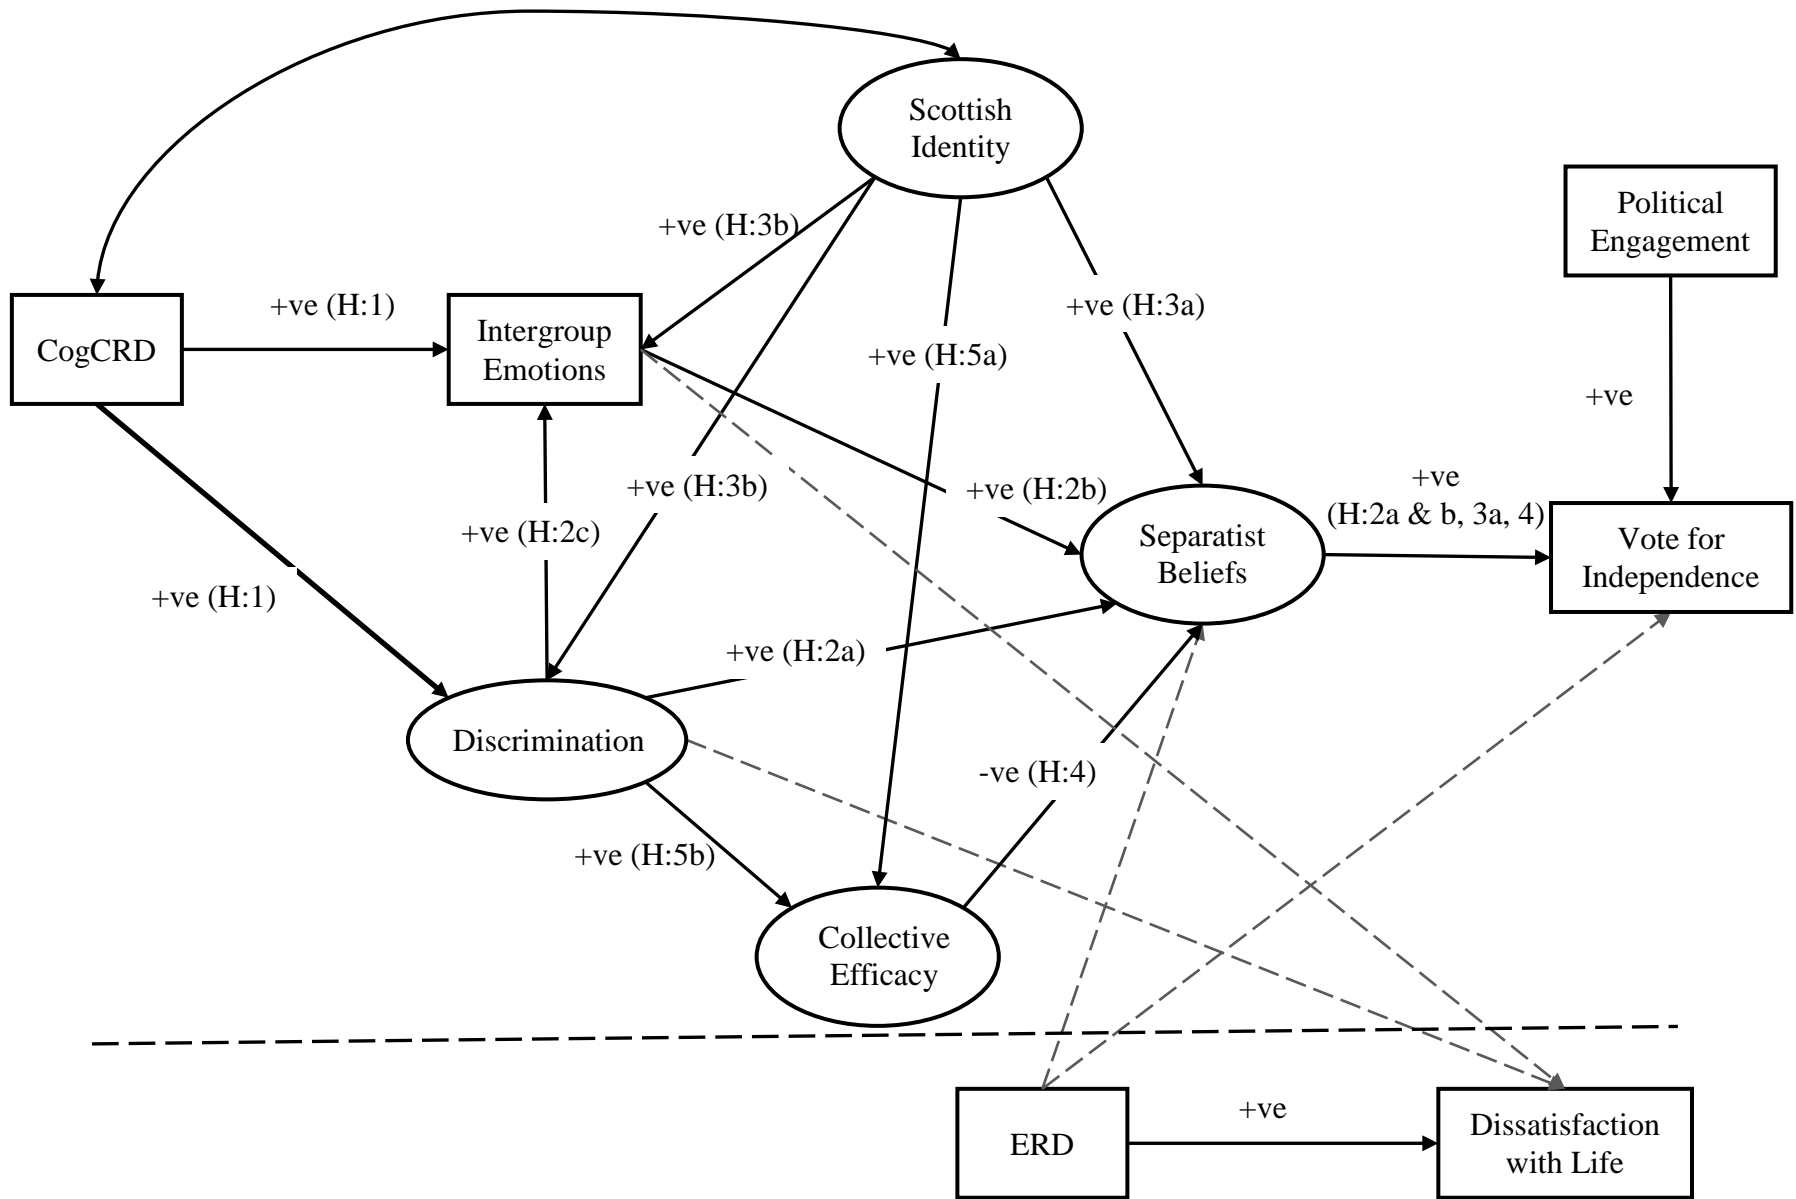 Scottish
Identity
Political
Engagement
+ve (H:3b)
+ve (H:1)
+ve (H:3a)
CogCRD
Intergroup
Emotions
+ve (H:5a)
+ve
+ve (H:3b)
+ve (H:2b)
+ve
(H:2a & b, 3a, 4)
+ve (H:2c)
Separatist
Beliefs
Vote for
Independence
+ve (H:1)
+ve (H:2a)
Discrimination
-ve (H:4)
+ve (H:5b)
Collective
Efficacy
+ve
ERD
Dissatisfaction
with Life